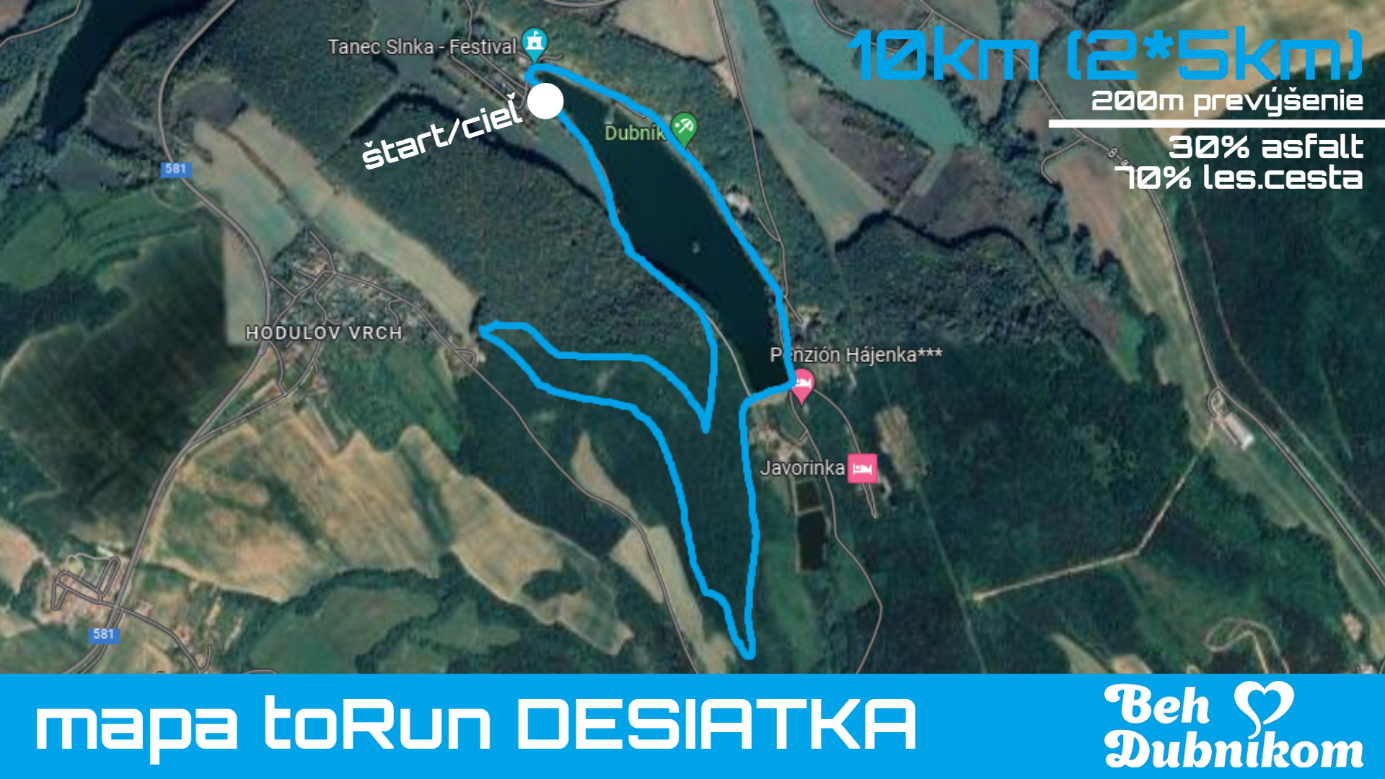 Tanec Slnka - Festival
štart/cieľ
Dubník
10km (2*5km)
200m prevýšenie
30% asfalt
70% les.cesta
581
HODULOV VRCH
Penzión Hájenka***
Javorinka
581
mapa toRun DESIATKA
Beh
Dubníkom